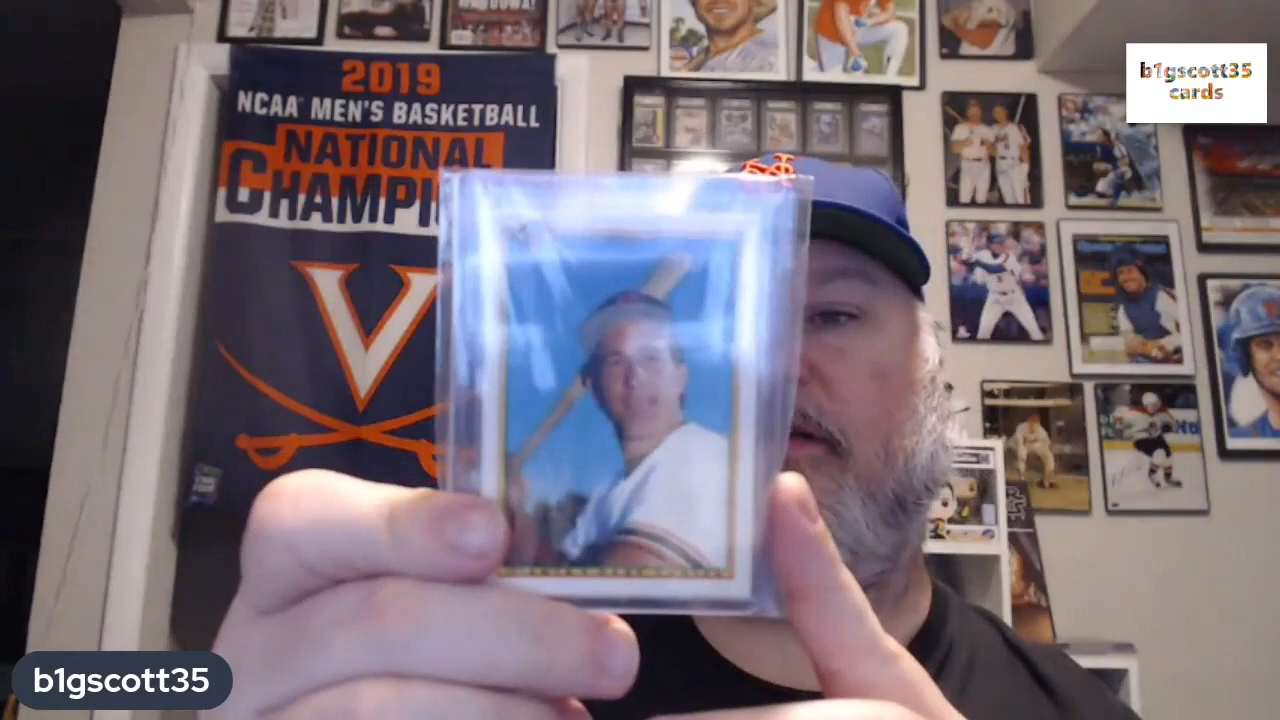 2019
NCAA MEN'S BASKETBALL
NATIONAL
CHAMPI
V
b1gscott35
cards
b1gscott35